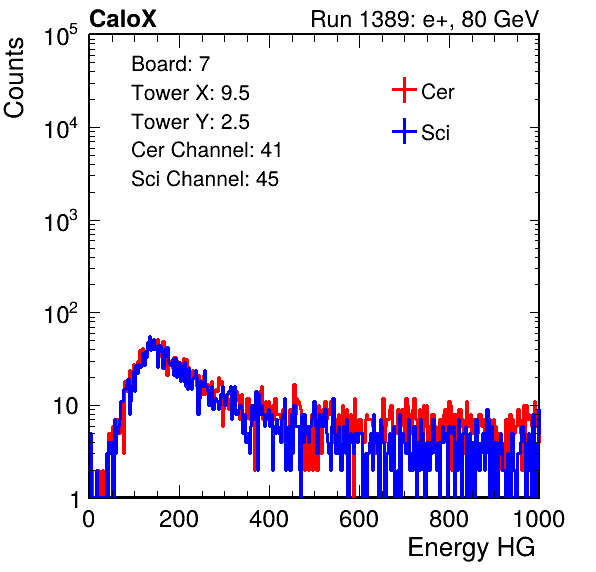 CaloX Run 1389: e+, 80 GeV
Counts
10^5
10^4
10^3
10^2
10
1
Board: 7
Tower X: 9.5
Tower Y: 2.5
Cer Channel: 41
Sci Channel: 45
Cer
Sci
0 200 400 600 800 1000
Energy HG